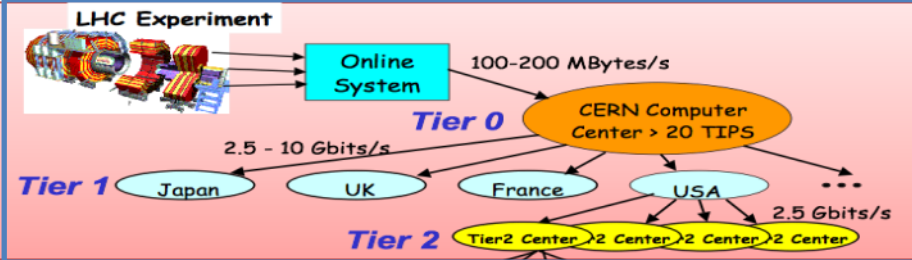 LHC Experiment
Online
System
100-200 MBytes/s
Tier 0
CERN Computer
Center > 20 TIPS
2.5 - 10 Gbits/s
Tier 1
Japan
UK
France
USA
...
2.5 Gbits/s
Tier 2
Tier2 Center
2 Center
2 Center
2 Center